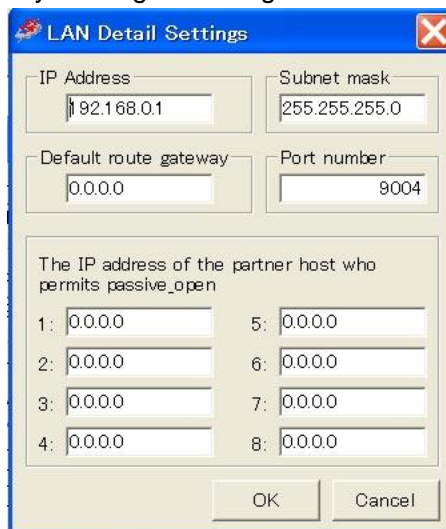 LAN Detail Settings
IP Address
192.168.0.1
Subnet mask
255.255.255.0
Default route gateway
0.0.0.0
Port number
9004
The IP address of the partner host who
permits passive_open
1: 0.0.0.0
5: 0.0.0.0
2: 0.0.0.0
6: 0.0.0.0
3: 0.0.0.0
7: 0.0.0.0
4: 0.0.0.0
8: 0.0.0.0
OK
Cancel